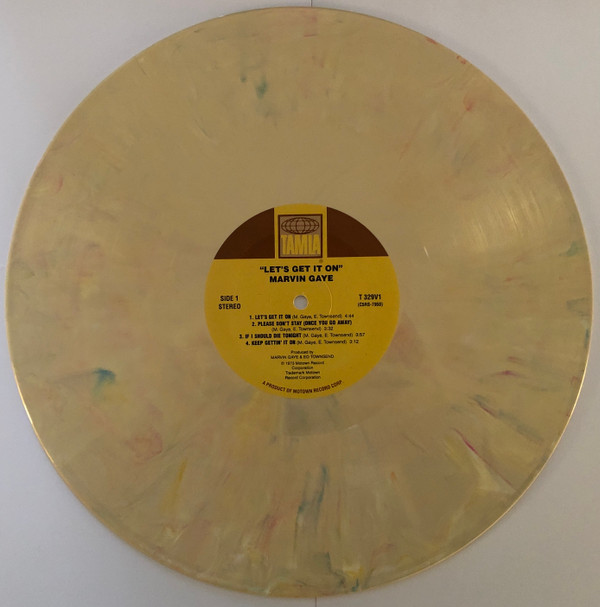 TAMLA
®
"LET'S GET IT ON"
MARVIN GAYE
SIDE 1
STEREO
T 329V1
1. LET'S GET IT ON (M. Gaye, E. Townsend) 4:44
2. PLEASE DON'T STAY (ONCE YOU GO AWAY)
(M. Gaye, E. Townsend) 3:32
3. IF I SHOULD DIE TONIGHT (M. Gaye, E. Townsend) 3:57
4. KEEP GETTIN' IT ON (M. Gaye, E. Townsend) 3:12
Produced by
MARVIN GAYE & ED TOWNSEND
Motown Record
Corporation
Trademark Motown
Record Corporation
A PRODUCT OF MOTOWN RECORD CORP.